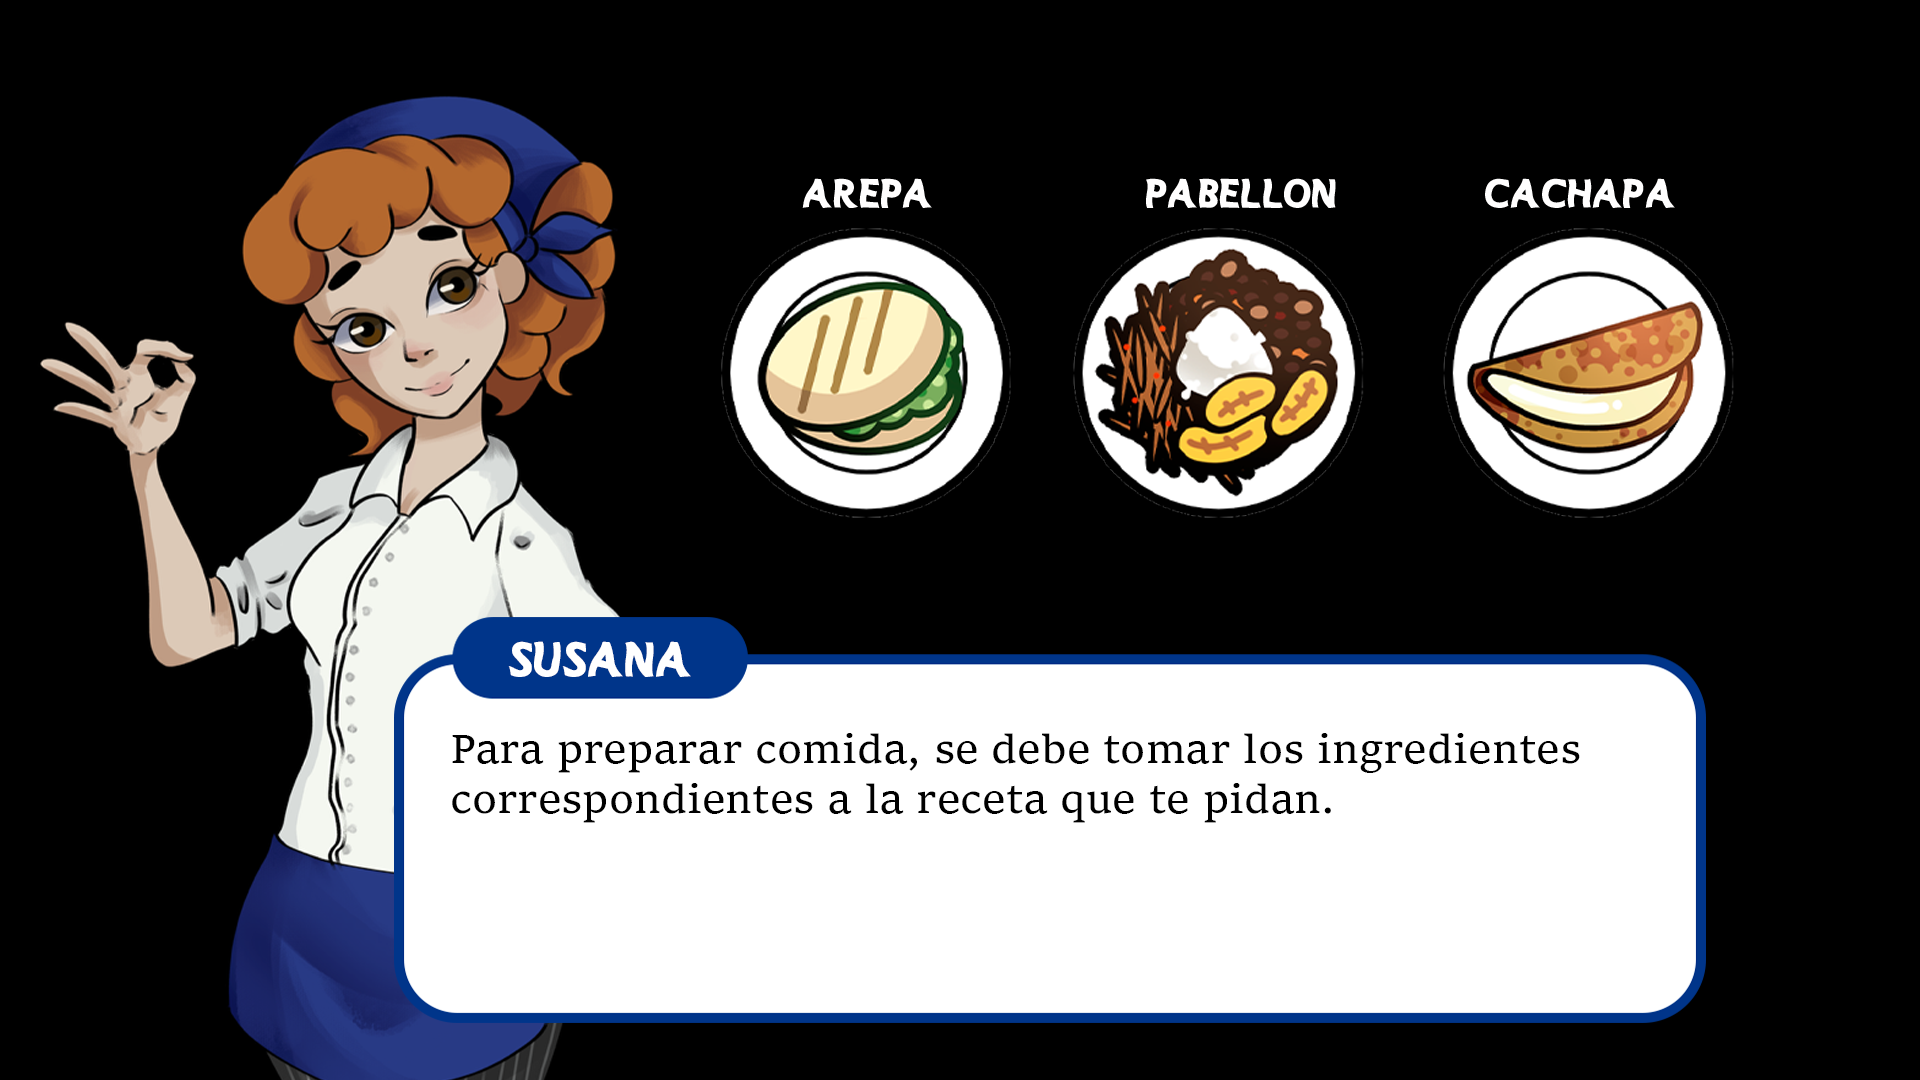 AREPA
PABELLON
CACHAPA
SUSANA
Para preparar comida, se debe tomar los ingredientes
correspondientes a la receta que te pidan.